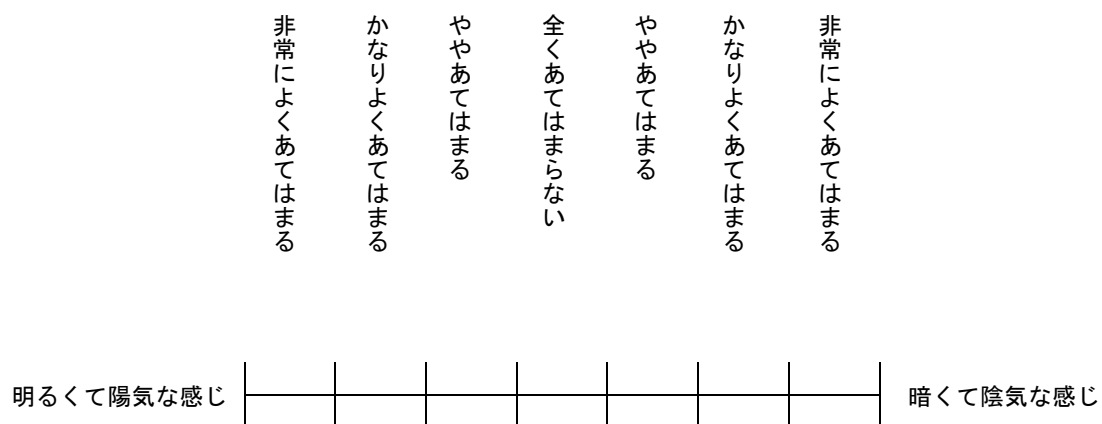 非常によくあてはまる
かなりよくあてはまる
ややあてはまる
全くあてはまらない
ややあてはまる
かなりよくあてはまる
非常によくあてはまる
明るくて陽気な感じ
暗くて陰気な感じ